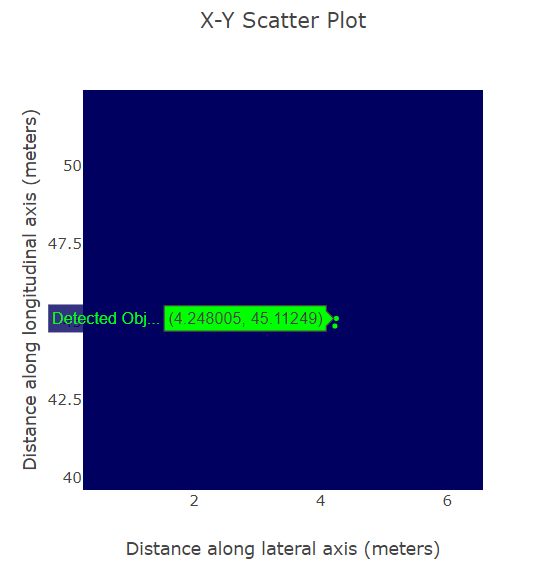 X-Y Scatter Plot
Distance along longitudinal axis (meters)
50
47.5
Detected Obj... (4.248005, 45.11249)
42.5
40
2 4 6
Distance along lateral axis (meters)